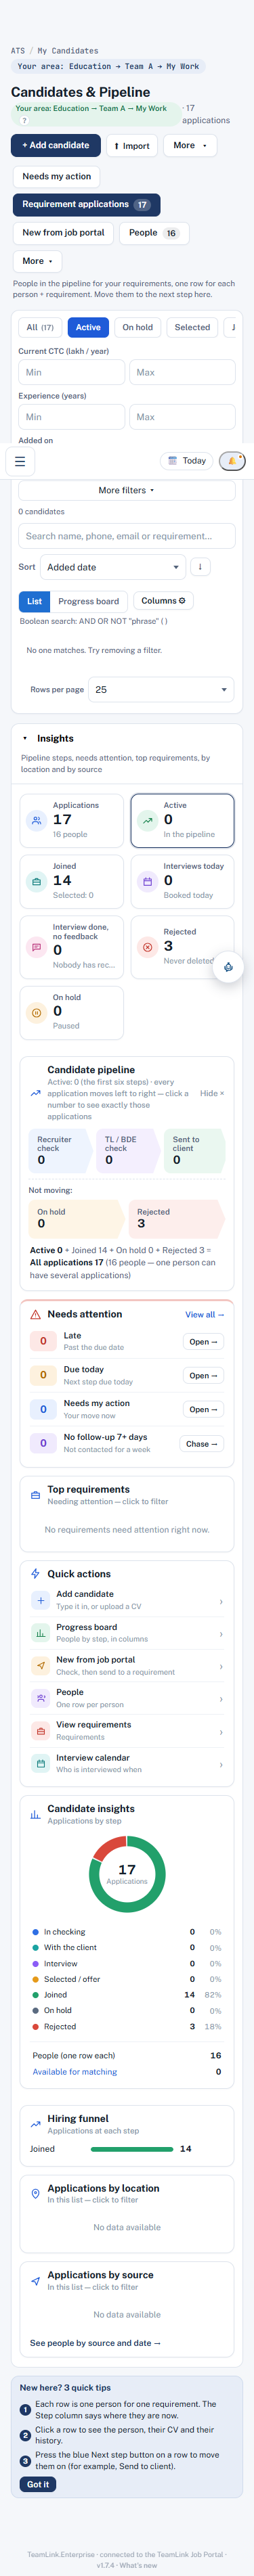 ATS / My Candidates
Your area: Education → Team A → My Work
Candidates & Pipeline
Your area: Education → Team A → My Work
?
· 17 applications
+ Add candidate
Import
More
Needs my action
Requirement applications 17
New from job portal
People 16
More
People in the pipeline for your requirements, one row for each
person + requirement. Move them to the next step here.
All (17)
Active
On hold
Selected
Current CTC (lakh / year)
Min
Max
Experience (years)
Min
Max
Added on
Today
More filters
0 candidates
Search name, phone, email or requirement...
Sort
Added date
↓
List
Progress board
Columns
Boolean search: AND OR NOT "phrase" ( )
No one matches. Try removing a filter.
Rows per page
25
Insights
Pipeline steps, needs attention, top requirements, by
location and by source
Applications
17
16 people
Active
0
In the pipeline
Joined
14
Selected: 0
Interviews today
0
Booked today
Interview done,
no feedback
0
Nobody has rec...
Rejected
3
Never deleted
On hold
0
Paused
Candidate pipeline
Active: 0 (the first six steps) · every
application moves left to right — click a
number to see exactly those
applications
Hide ×
Recruiter
check
0
TL / BDE
check
0
Sent to
client
0
Not moving:
On hold
0
Rejected
3
Active 0 + Joined 14 + On hold 0 + Rejected 3 =
All applications 17 (16 people — one person can
have several applications)
Needs attention
View all →
0
Late
Past the due date
Open →
0
Due today
Next step due today
Open →
0
Needs my action
Your move now
Open →
0
No follow-up 7+ days
Not contacted for a week
Chase →
Top requirements
Needing attention — click to filter
No requirements need attention right now.
Quick actions
Add candidate
Type it in, or upload a CV
Progress board
People by step, in columns
New from job portal
Check, then send to a requirement
People
One row per person
View requirements
Requirements
Interview calendar
Who is interviewed when
Candidate insights
Applications by step
17
Applications
In checking 0 0%
With the client 0 0%
Interview 0 0%
Selected / offer 0 0%
Joined 14 82%
On hold 0 0%
Rejected 3 18%
People (one row each) 16
Available for matching 0
Hiring funnel
Applications at each step
Joined 14
Applications by location
In this list — click to filter
No data available
Applications by source
In this list — click to filter
No data available
See people by source and date →
New here? 3 quick tips
1 Each row is one person for one requirement. The
Step column says where they are now.
2 Click a row to see the person, their CV and their
history.
3 Press the blue Next step button on a row to move
them on (for example, Send to client).
Got it
TeamLink.Enterprise · connected to the TeamLink Job Portal ·
v1.7.4 · What's new